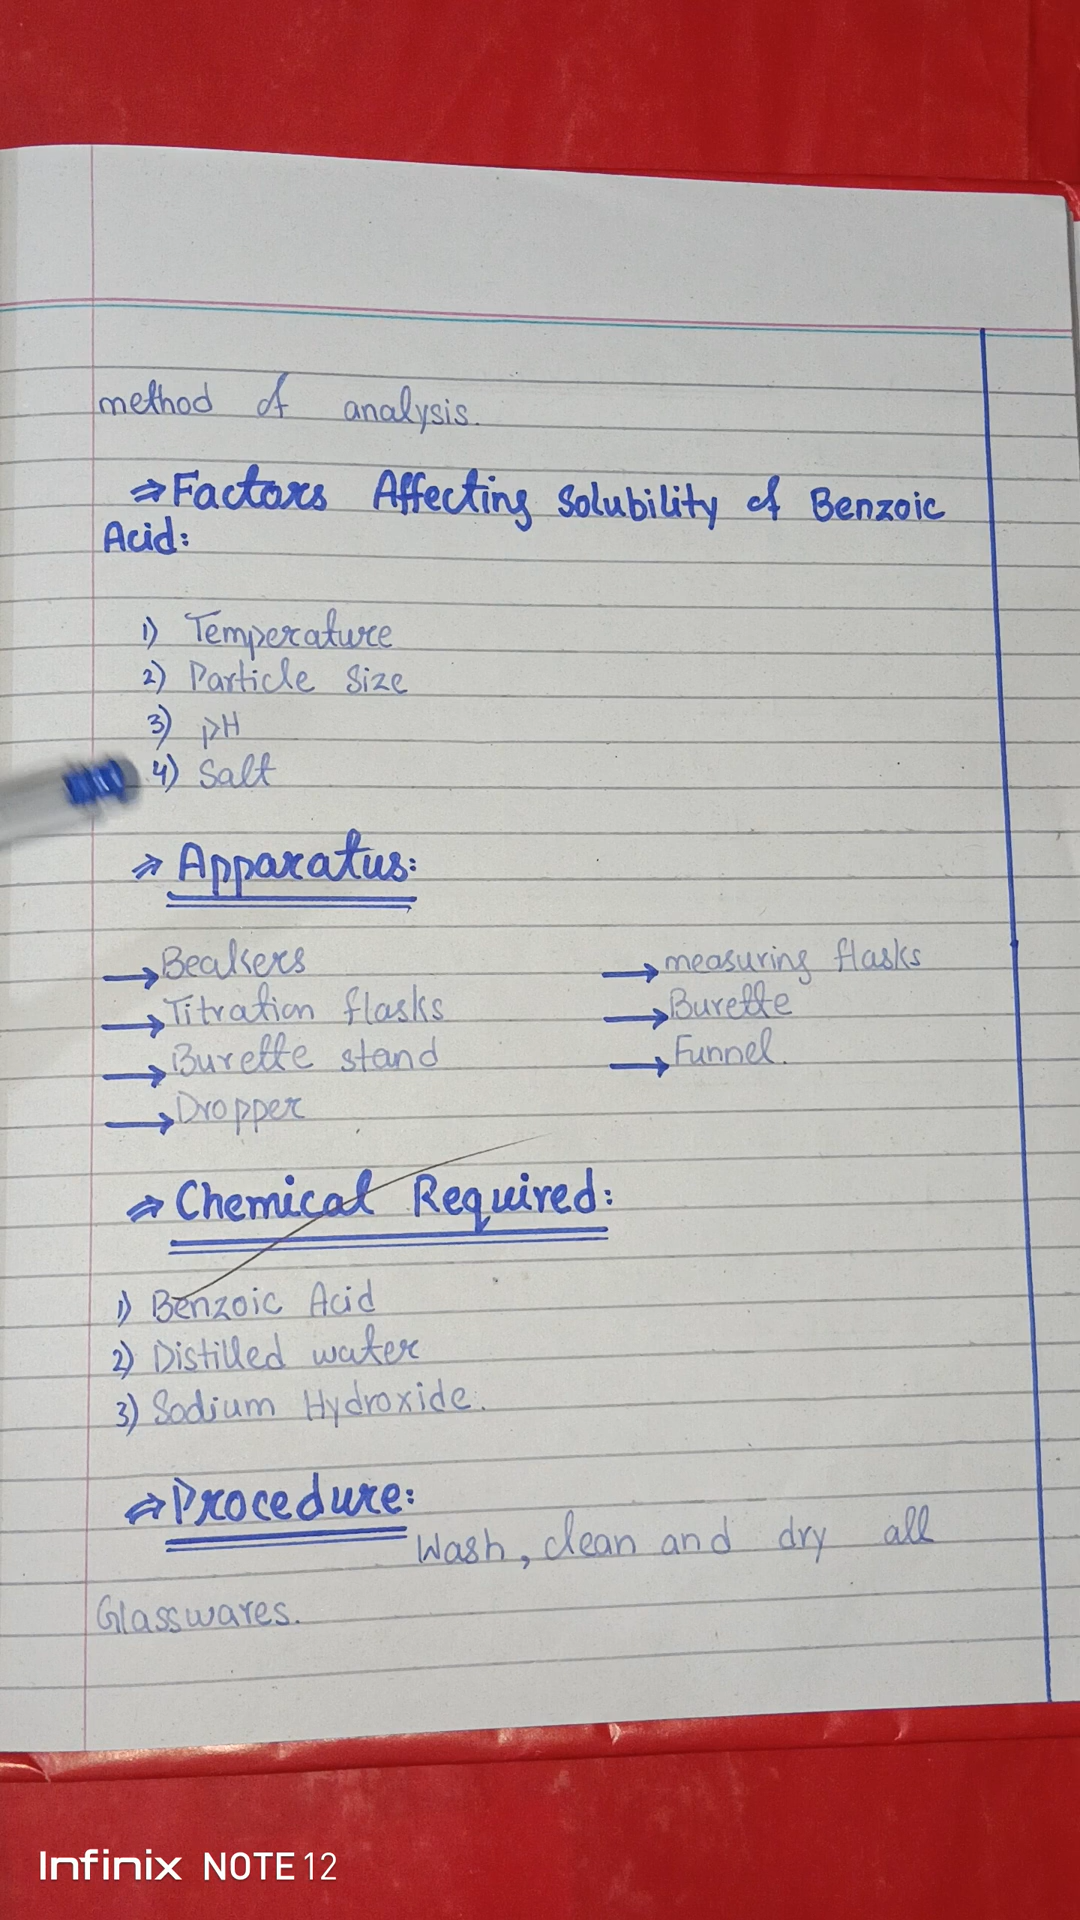 method of analysis.
⇒ Factors Affecting Solubility of Benzoic
Acid:
1) Temperature
2) Particle Size
3) pH
4) Salt
⇒ Apparatus:
→ Beakers → measuring flasks
→ Titration flasks → Burette
→ Burette stand → Funnel.
→ Dropper
⇒ Chemical Required:
1) Benzoic Acid
2) Distilled water
3) Sodium Hydroxide.
⇒ Procedure:
Wash, clean and dry all
Glasswares.
Infinix NOTE 12